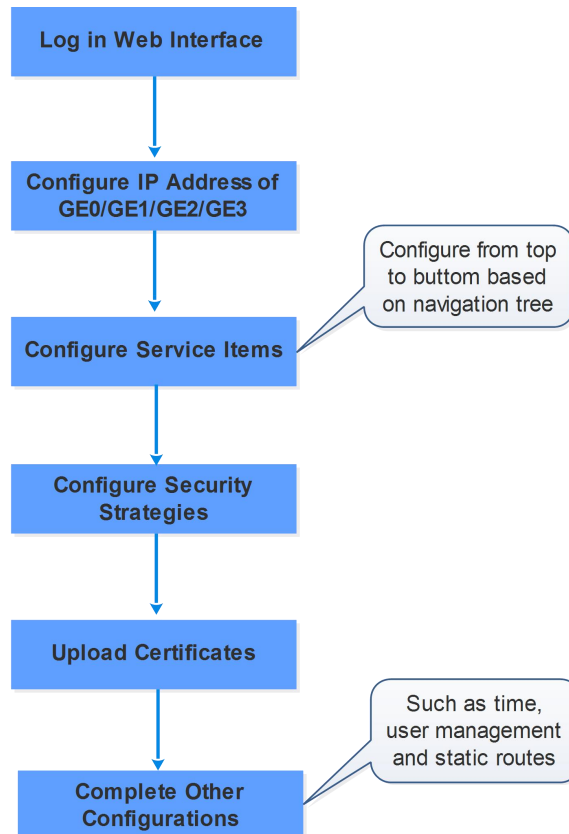 Log in Web Interface
Configure IP Address of
GE0/GE1/GE2/GE3
Configure from top
to buttom based
on navigation tree
Configure Service Items
Configure Security
Strategies
Upload Certificates
Such as time,
user management
and static routes
Complete Other
Configurations